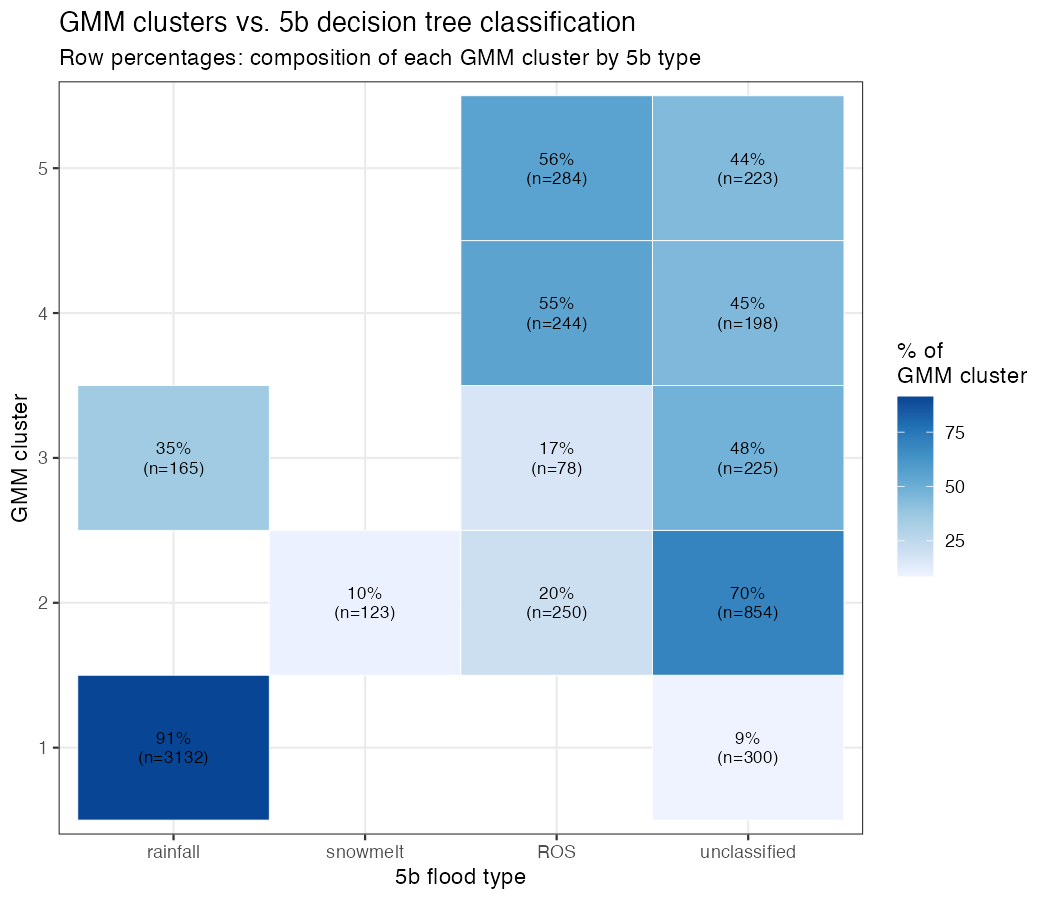 GMM clusters vs. 5b decision tree classification
Row percentages: composition of each GMM cluster by 5b type
GMM cluster
5
56%
(n=284)
44%
(n=223)
4
55%
(n=244)
45%
(n=198)
3
35%
(n=165)
17%
(n=78)
48%
(n=225)
2
10%
(n=123)
20%
(n=250)
70%
(n=854)
1
91%
(n=3132)
9%
(n=300)
rainfall
snowmelt
ROS
unclassified
5b flood type
% of
GMM cluster
75
50
25